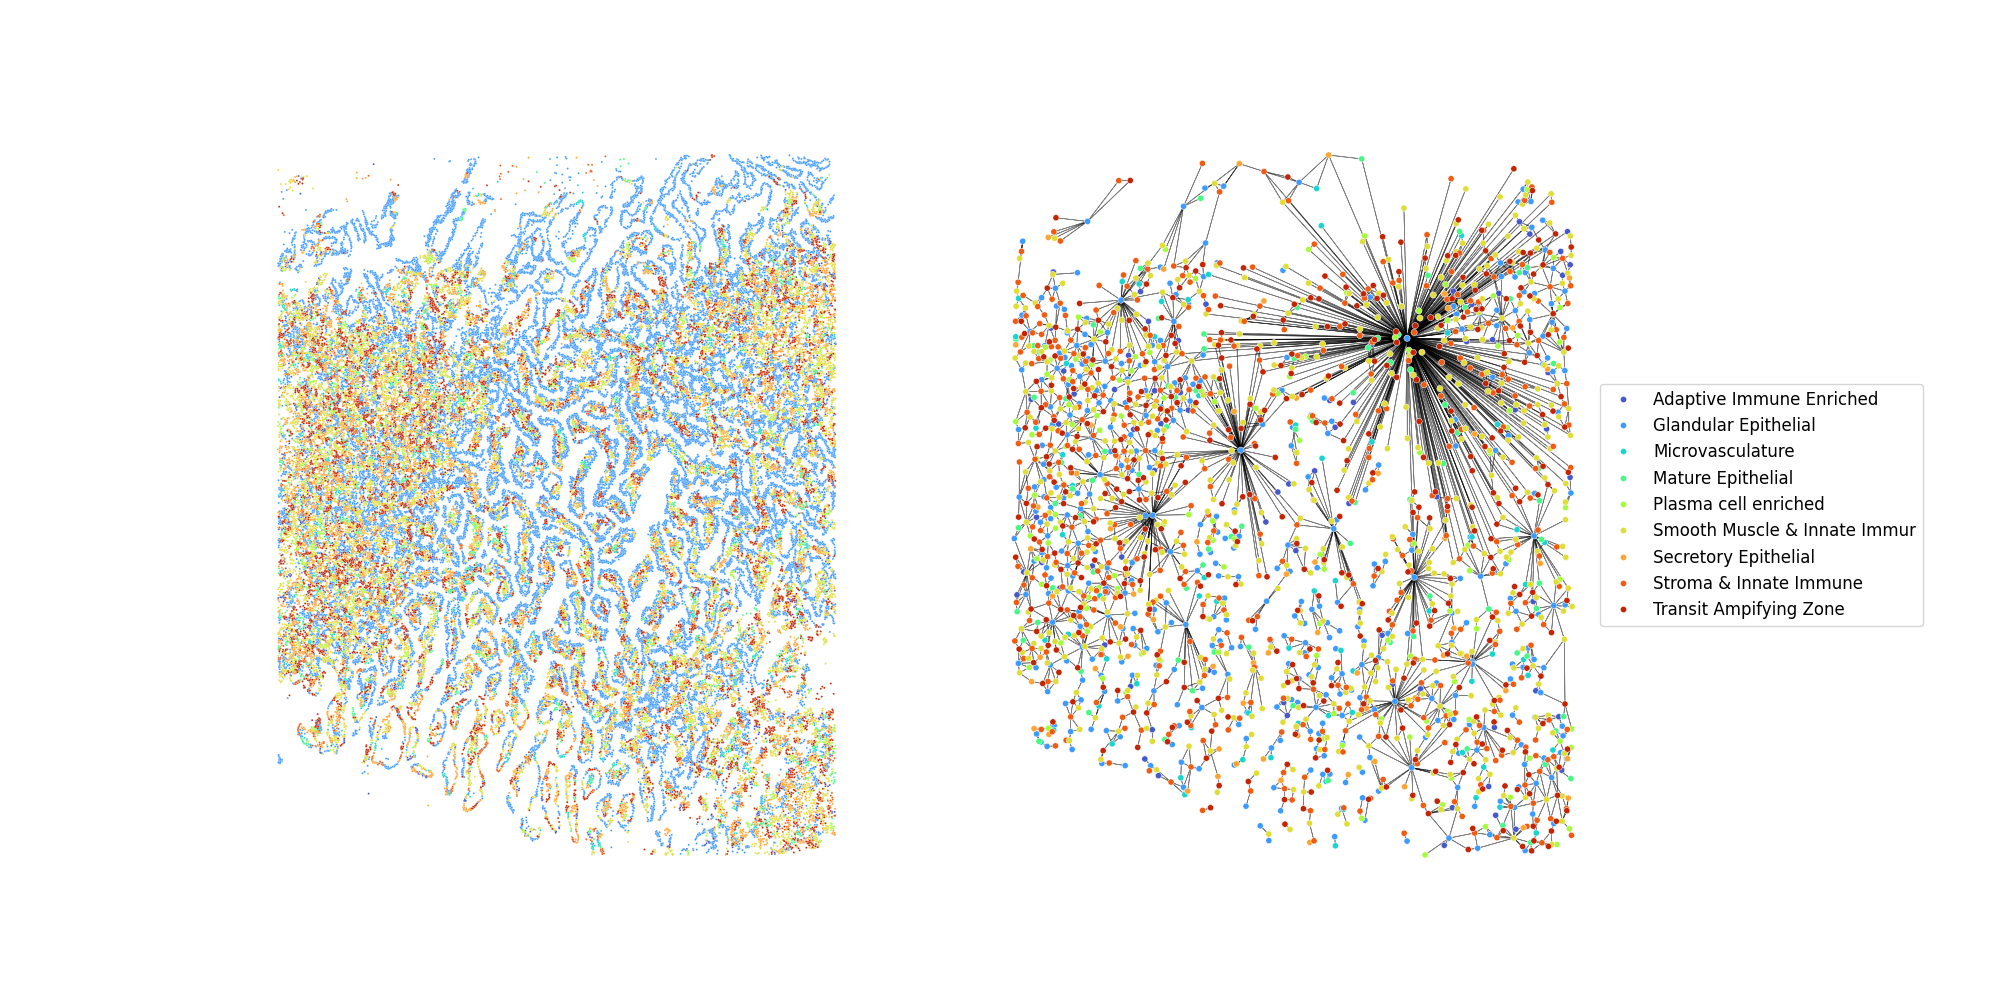 Adaptive Immune Enriched
Glandular Epithelial
Microvasculature
Mature Epithelial
Plasma cell enriched
Smooth Muscle & Innate Immur
Secretory Epithelial
Stroma & Innate Immune
Transit Ampifying Zone